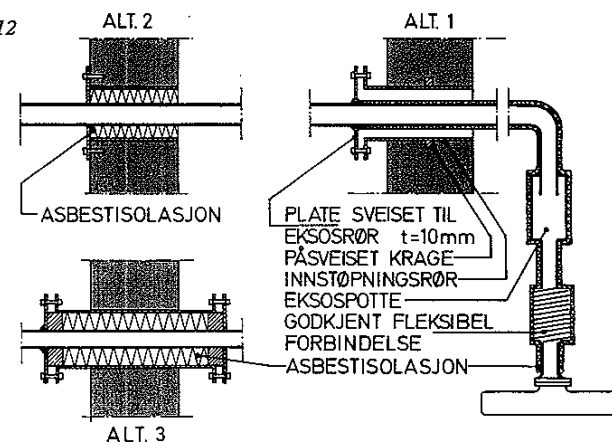 12
ALT. 2
ALT. 1
ASBESTISOLASJON
PLATE SVEISET TIL
EKSOSRØR t=10mm
PÅSVEISET KRAGE
INNSTØPNINGSRØR
EKSOSPOTTE
GODKJENT FLEKSIBEL
FORBINDELSE
ASBESTISOLASJON
ALT. 3